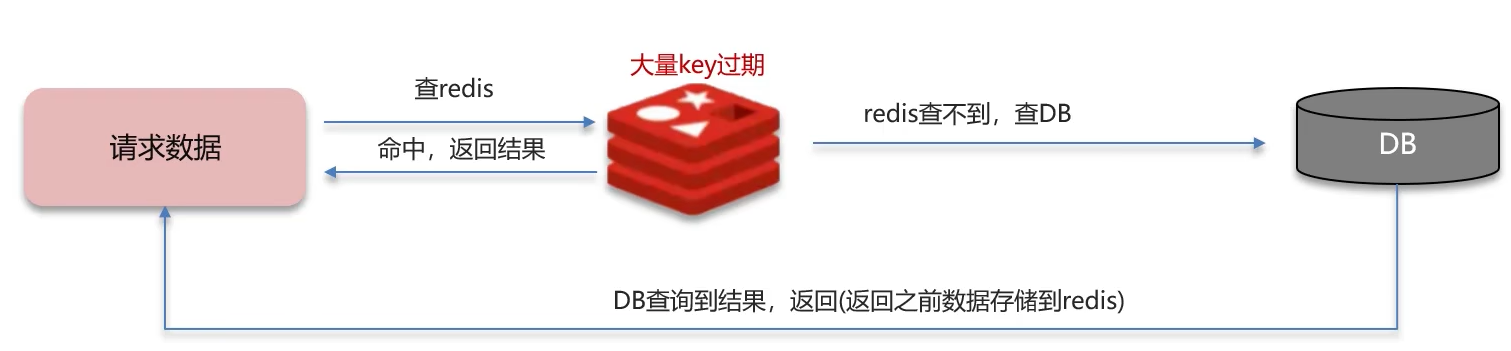 大量key过期
查redis
redis查不到，查DB
请求数据
命中，返回结果
DB
DB查询到结果，返回(返回之前数据存储到redis)